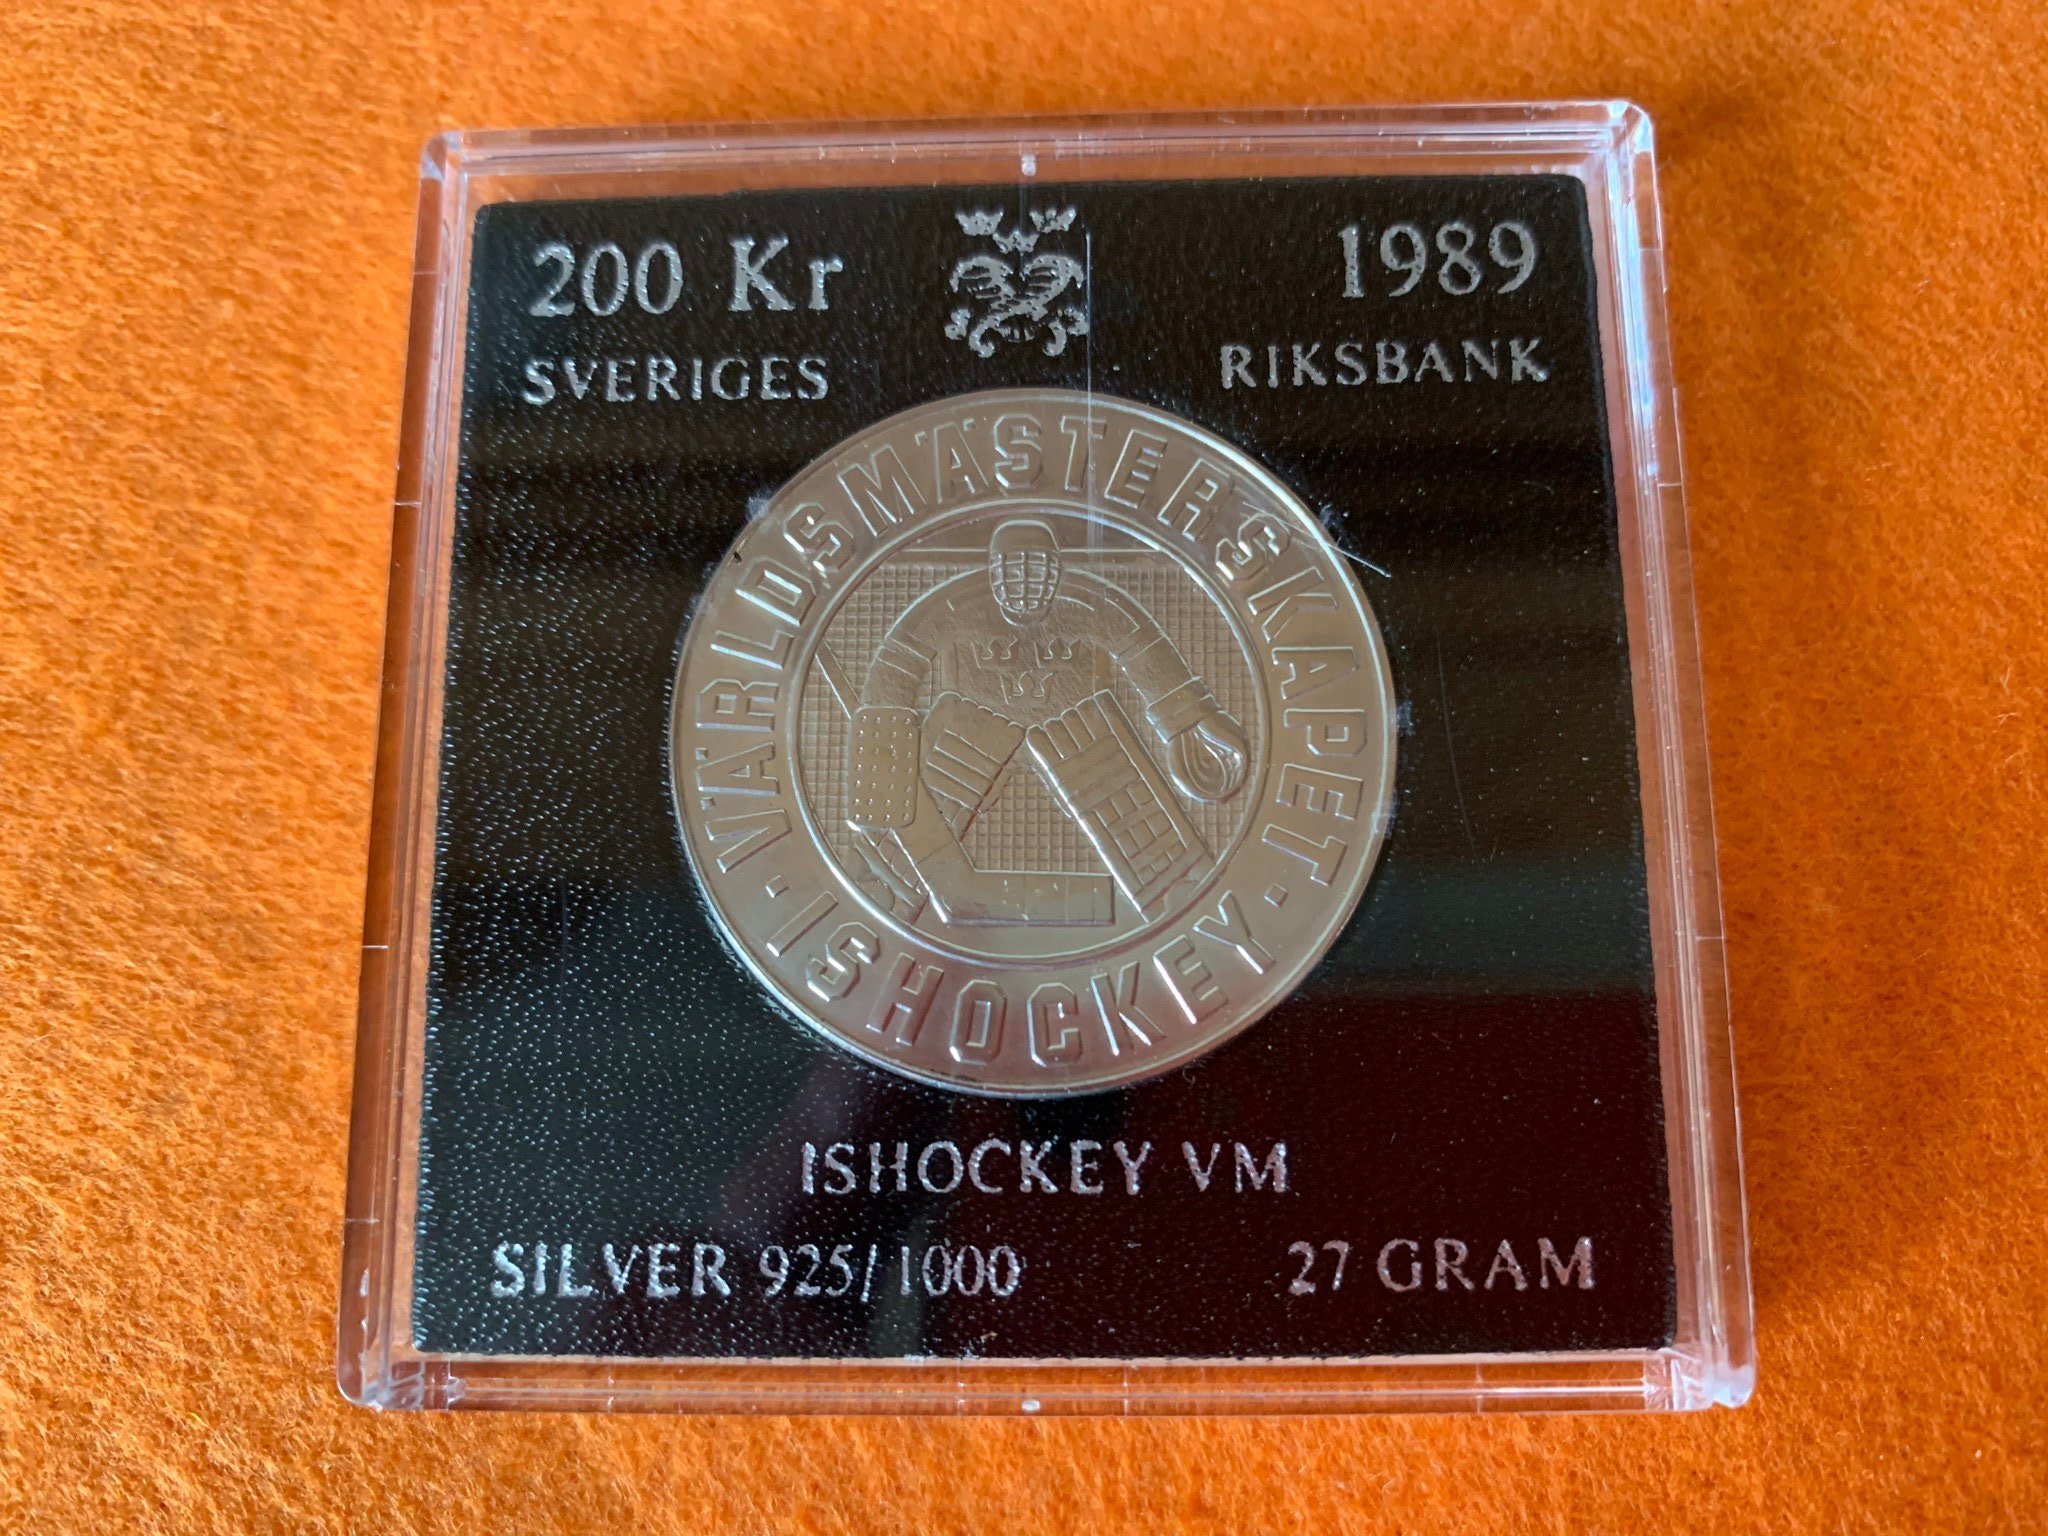 200 Kr
1989
SVERIGES
RIKSBANK
VÄRLDSMÄSTERSKAPET
· ISHOCKEY ·
ISHOCKEY VM
SILVER 925/1000
27 GRAM